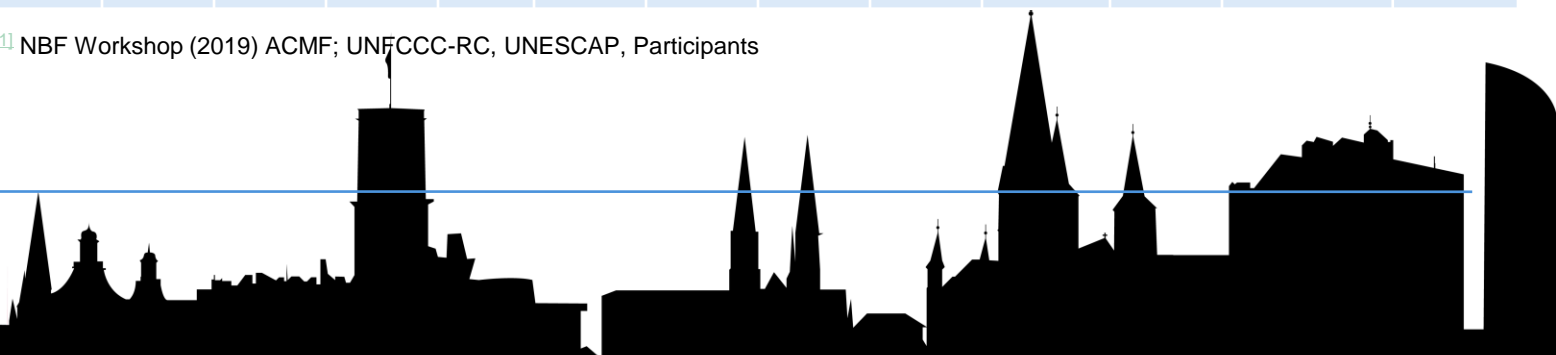 1] NBF Workshop (2019) ACMF; UNFCCC-RC, UNESCAP, Participants